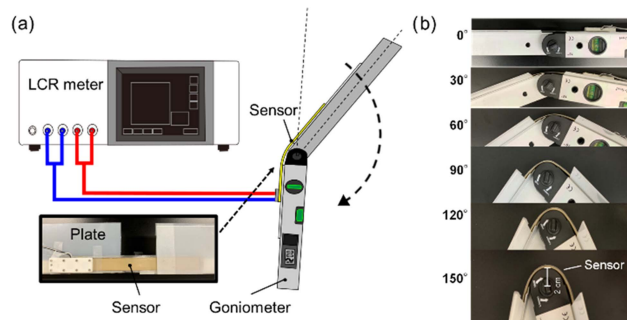 (a)
LCR meter
Sensor
Plate
Sensor
Goniometer
(b)
0°
30°
60°
90°
120°
150°
Sensor
2 cm